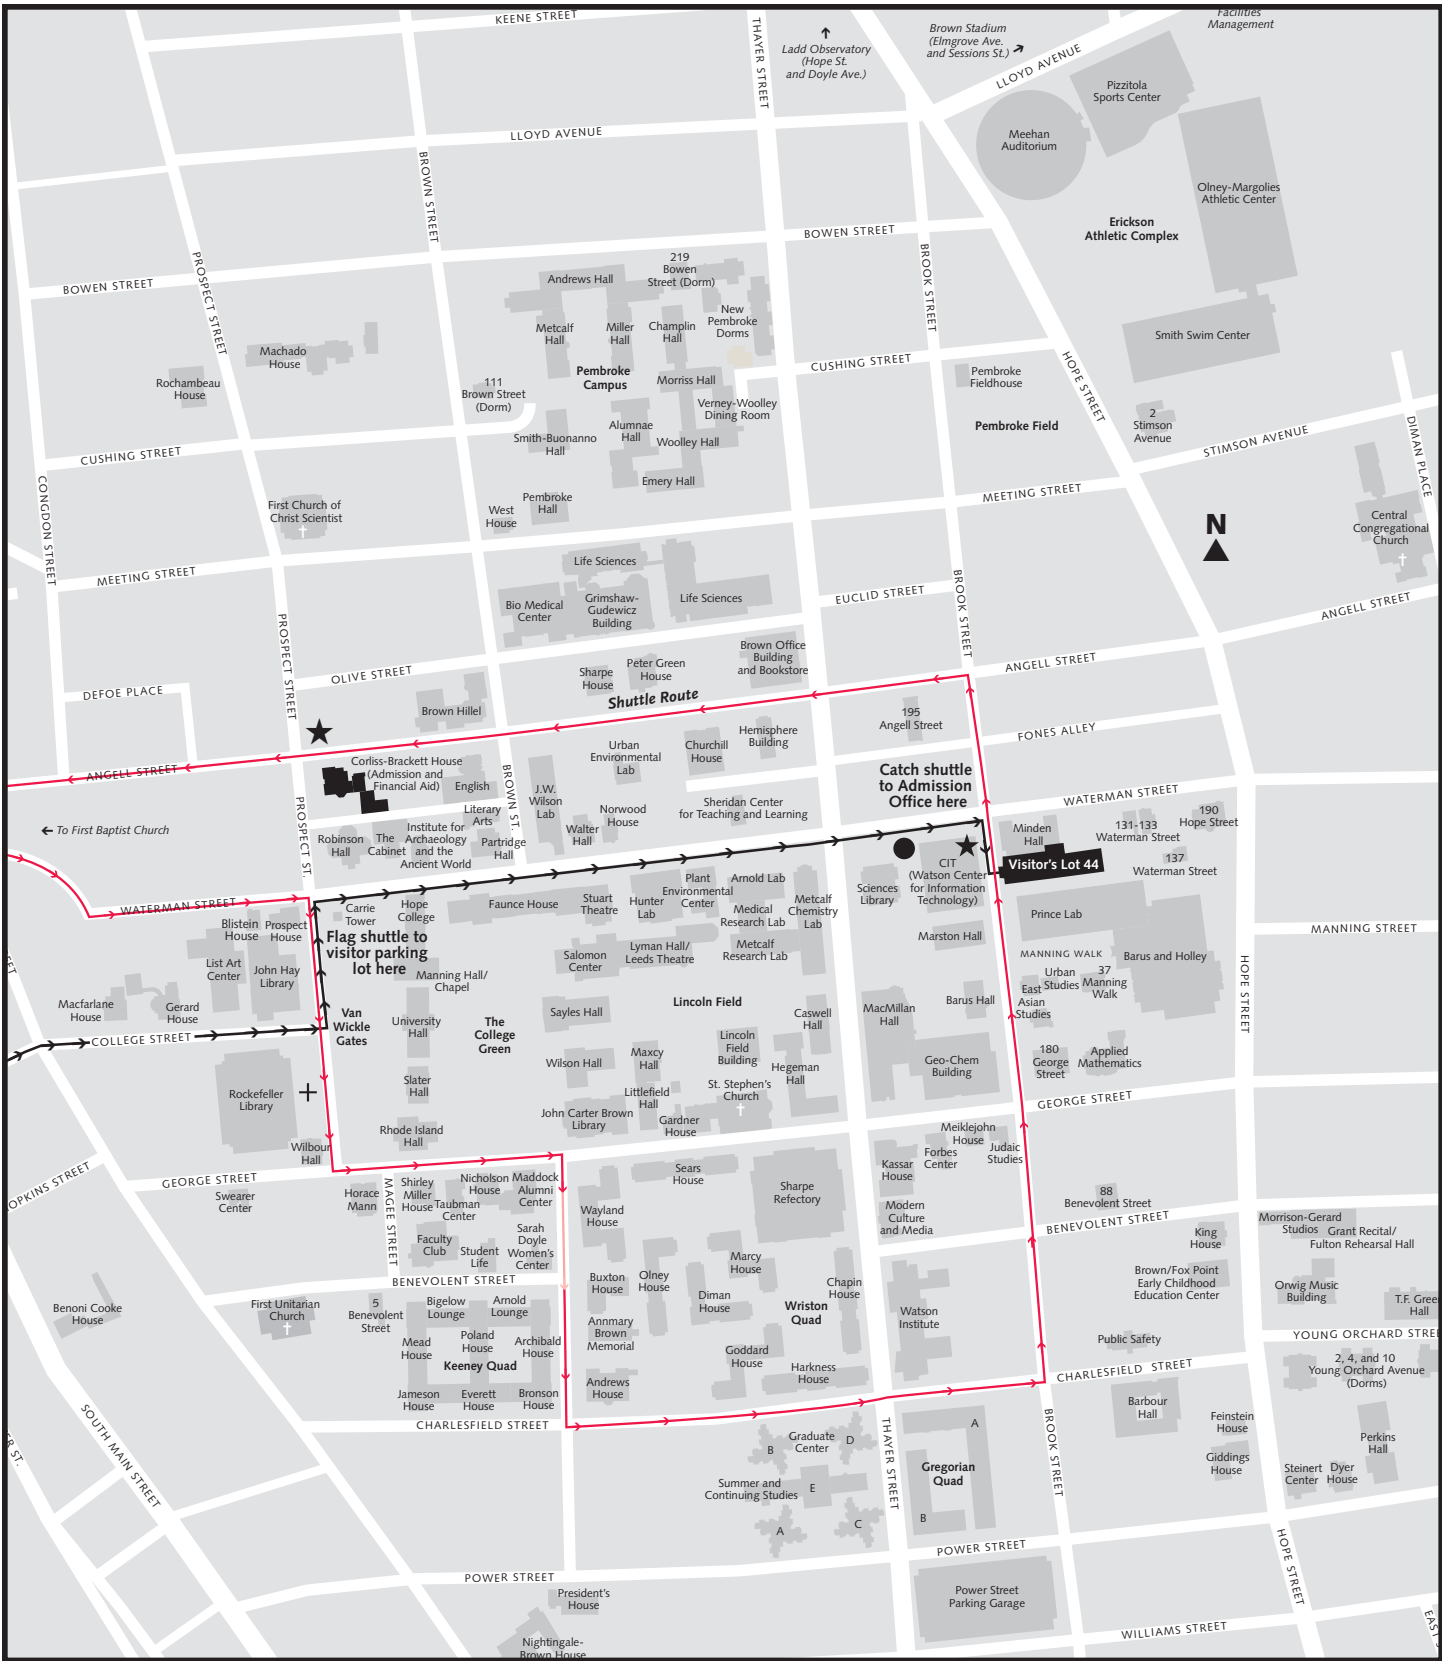 KEENE STREET
THAYER STREET
Ladd Observatory
(Hope St.
and Doyle Ave.)
Brown Stadium
(Elmgrove Ave.
and Sessions St.)
LLOYD AVENUE
Facilities
Management
Pizzitola
Sports Center
Meehan
Auditorium
LLOYD AVENUE
BROWN STREET
Olney-Margolies
Athletic Center
Erickson
Athletic Complex
BOWEN STREET
BROOK STREET
PROSPECT STREET
BOWEN STREET
Andrews Hall
219
Bowen
Street (Dorm)
New
Pembroke
Dorms
Metcalf
Hall
Miller
Hall
Champlin
Hall
Smith Swim Center
Machado
House
Rochambeau
House
Pembroke
Campus
Morriss Hall
CUSHING STREET
HOPE STREET
Pembroke
Fieldhouse
111
Brown Street
(Dorm)
Verney-Woolley
Dining Room
Pembroke Field
2
Stimson
Avenue
STIMSON AVENUE
DIMAN PLACE
Smith-Buonanno
Hall
Alumnae
Hall
Woolley Hall
CUSHING STREET
CONGDON STREET
Emery Hall
MEETING STREET
First Church of
Christ Scientist
West
House
Pembroke
Hall
N
Central
Congregational
Church
MEETING STREET
Life Sciences
Bio Medical
Center
Grimshaw-
Gudewicz
Building
Life Sciences
EUCLID STREET
BROOK STREET
ANGELL STREET
PROSPECT STREET
OLIVE STREET
DEFOE PLACE
Sharpe
House
Peter Green
House
Brown Office
Building
and Bookstore
ANGELL STREET
Shuttle Route
Brown Hillel
195
Angell Street
FONES ALLEY
Urban
Environmental
Lab
Churchill
House
Hemisphere
Building
ANGELL STREET
Corliss-Brackett House
(Admission and
Financial Aid)
English
BROWN ST.
J.W.
Wilson
Lab
Catch shuttle
to Admission
Office here
WATERMAN STREET
PROSPECT ST.
To First Baptist Church
Literary
Arts
Norwood
House
Sheridan Center
for Teaching and Learning
Robinson
Hall
The
Cabinet
Institute for
Archaeology
and the
Ancient World
Partridge
Hall
Walter
Hall
Minden
Hall
131-133
Waterman Street
190
Hope Street
Visitor's Lot 44
137
Waterman Street
CIT
(Watson Center
for Information
Technology)
Sciences
Library
WATERMAN STREET
Carrie
Tower
Hope
College
Faunce House
Stuart
Theatre
Hunter
Lab
Plant
Environmental
Center
Arnold Lab
Medical
Research Lab
Metcalf
Chemistry
Lab
Prince Lab
Blistein
House
Prospect
House
Flag shuttle to
visitor parking
lot here
Marston Hall
MANNING STREET
Salomon
Center
Lyman Hall/
Leeds Theatre
Metcalf
Research Lab
MANNING WALK
Barus and Holley
List Art
Center
John Hay
Library
Manning Hall/
Chapel
Urban
Studies
37
Manning
Walk
East
Asian
Studies
HOPE STREET
Macfarlane
House
Gerard
House
Van
Wickle
Gates
University
Hall
The
College
Green
Sayles Hall
Lincoln Field
Caswell
Hall
MacMillan
Hall
Barus Hall
COLLEGE STREET
Wilson Hall
Maxcy
Hall
Lincoln
Field
Building
Hegeman
Hall
Geo-Chem
Building
180
George
Street
Applied
Mathematics
Rockefeller
Library
Slater
Hall
Littlefield
Hall
St. Stephen's
Church
GEORGE STREET
John Carter Brown
Library
Gardner
House
Rhode Island
Hall
Wilbour
Hall
Meiklejohn
House
Forbes
Center
Judaic
Studies
Kassar
House
GEORGE STREET
Swearer
Center
Horace
Mann
MAGEE STREET
Shirley
Miller
House
Nicholson
House
Taubman
Center
Maddock
Alumni
Center
Sears
House
Sharpe
Refectory
88
Benevolent Street
BENEVOLENT STREET
Wayland
House
Modern
Culture
and Media
Faculty
Club
Student
Life
Sarah
Doyle
Women's
Center
King
House
Morrison-Gerard
Studios
Grant Recital/
Fulton Rehearsal Hall
BENEVOLENT STREET
Buxton
House
Olney
House
Marcy
House
Chapin
House
Brown/Fox Point
Early Childhood
Education Center
Orwig Music
Building
Benoni Cooke
House
First Unitarian
Church
5
Benevolent
Street
Bigelow
Lounge
Arnold
Lounge
Diman
House
Wriston
Quad
Watson
Institute
Annmary
Brown
Memorial
Mead
House
Poland
House
Archibald
House
Keeney Quad
Goddard
House
Harkness
House
Public Safety
YOUNG ORCHARD
2, 4, and 10
Young Orchard Avenue
(Dorms)
CHARLESFIELD STREET
Jameson
House
Everett
House
Bronson
House
Andrews
House
CHARLESFIELD STREET
Barbour
Hall
Feinstein
House
Giddings
House
Perkins
Hall
Steinert
Center
Dyer
House
SOUTH MAIN STREET
THAYER STREET
BROOK STREET
Graduate
Center
B
D
E
A
C
Summer and
Continuing Studies
A
Gregorian
Quad
B
POWER STREET
HOPE STREET
POWER STREET
President's
House
Power Street
Parking Garage
WILLIAMS STREET
Nightingale-
Brown House